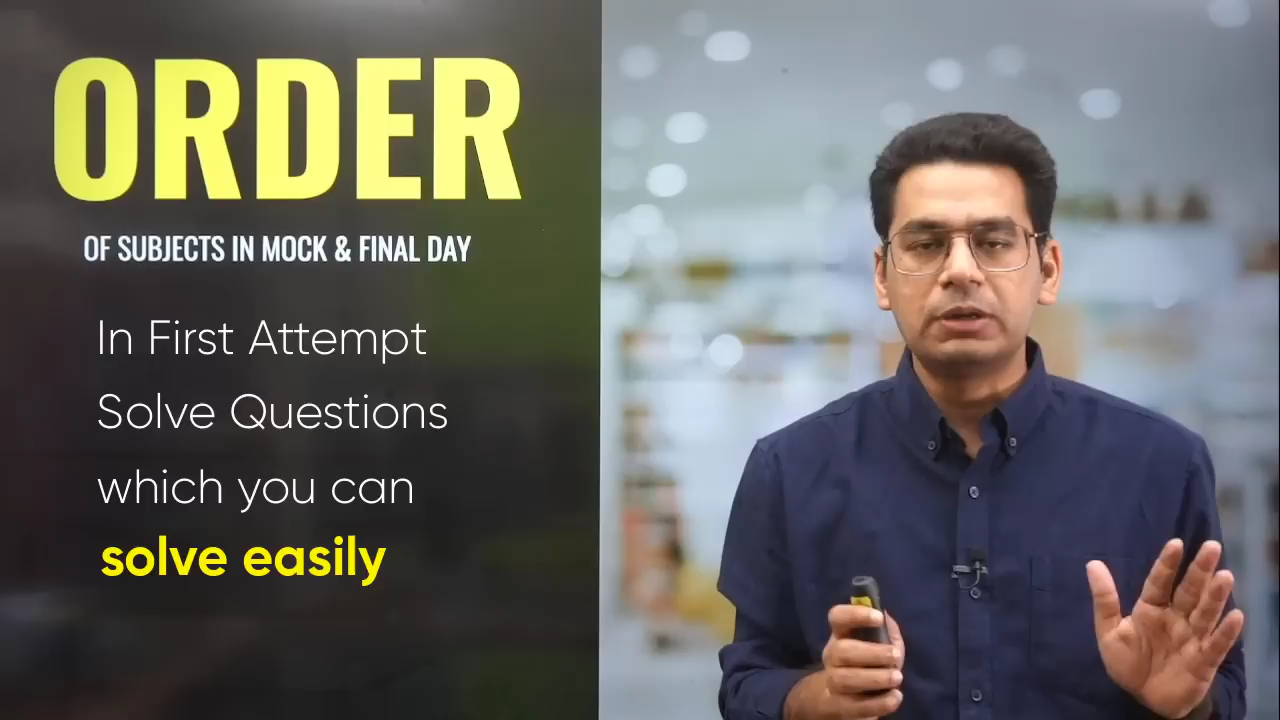 ORDER
OF SUBJECTS IN MOCK & FINAL DAY
In First Attempt
Solve Questions
which you can
solve easily